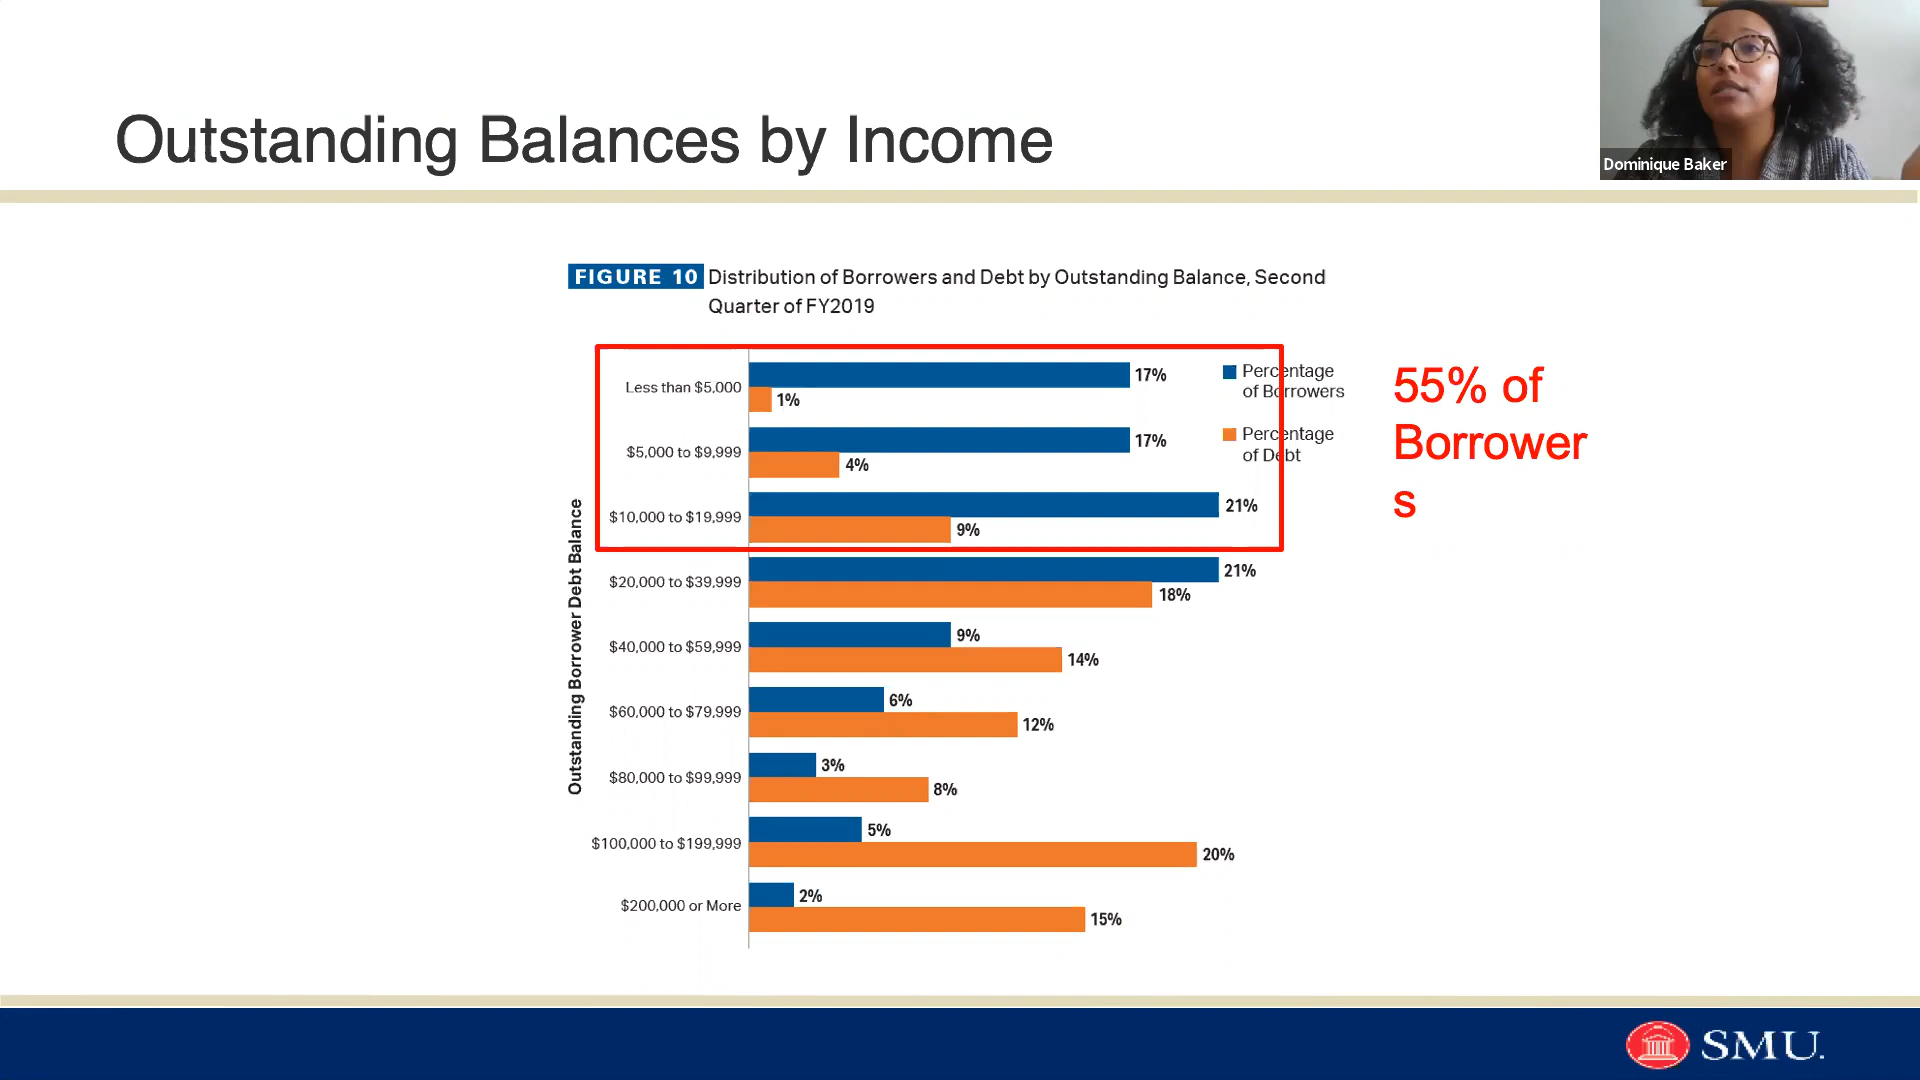 Outstanding Balances by Income
Dominique Baker
FIGURE 10 Distribution of Borrowers and Debt by Outstanding Balance, Second
Quarter of FY2019
Outstanding Borrower Debt Balance
Less than $5,000
17%
1%
$5,000 to $9,999
17%
4%
$10,000 to $19,999
21%
9%
$20,000 to $39,999
21%
18%
$40,000 to $59,999
9%
14%
$60,000 to $79,999
6%
12%
$80,000 to $99,999
3%
8%
$100,000 to $199,999
5%
20%
$200,000 or More
2%
15%
Percentage
of Borrowers
Percentage
of Debt
55% of
Borrower
s
SMU.